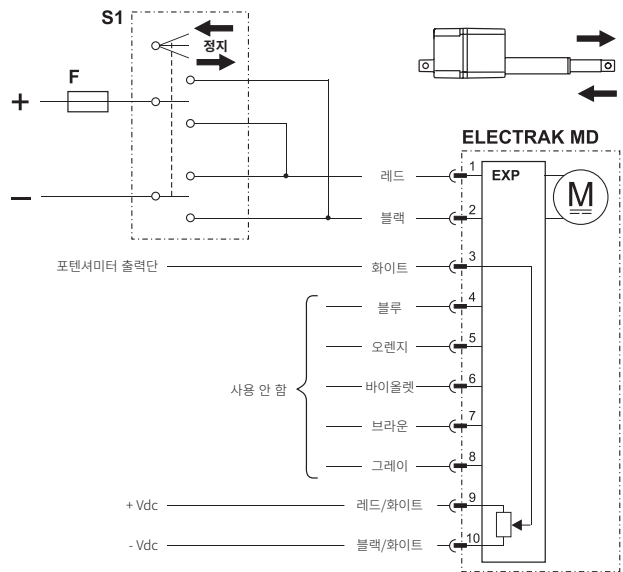 S1
정지
F
+
−
ELECTRAK MD
EXP
M
레드 1
블랙 2
포텐셔미터 출력단 화이트 3
블루 4
오렌지 5
사용 안 함 바이올렛 6
브라운 7
그레이 8
+ Vdc 레드/화이트 9
- Vdc 블랙/화이트 10